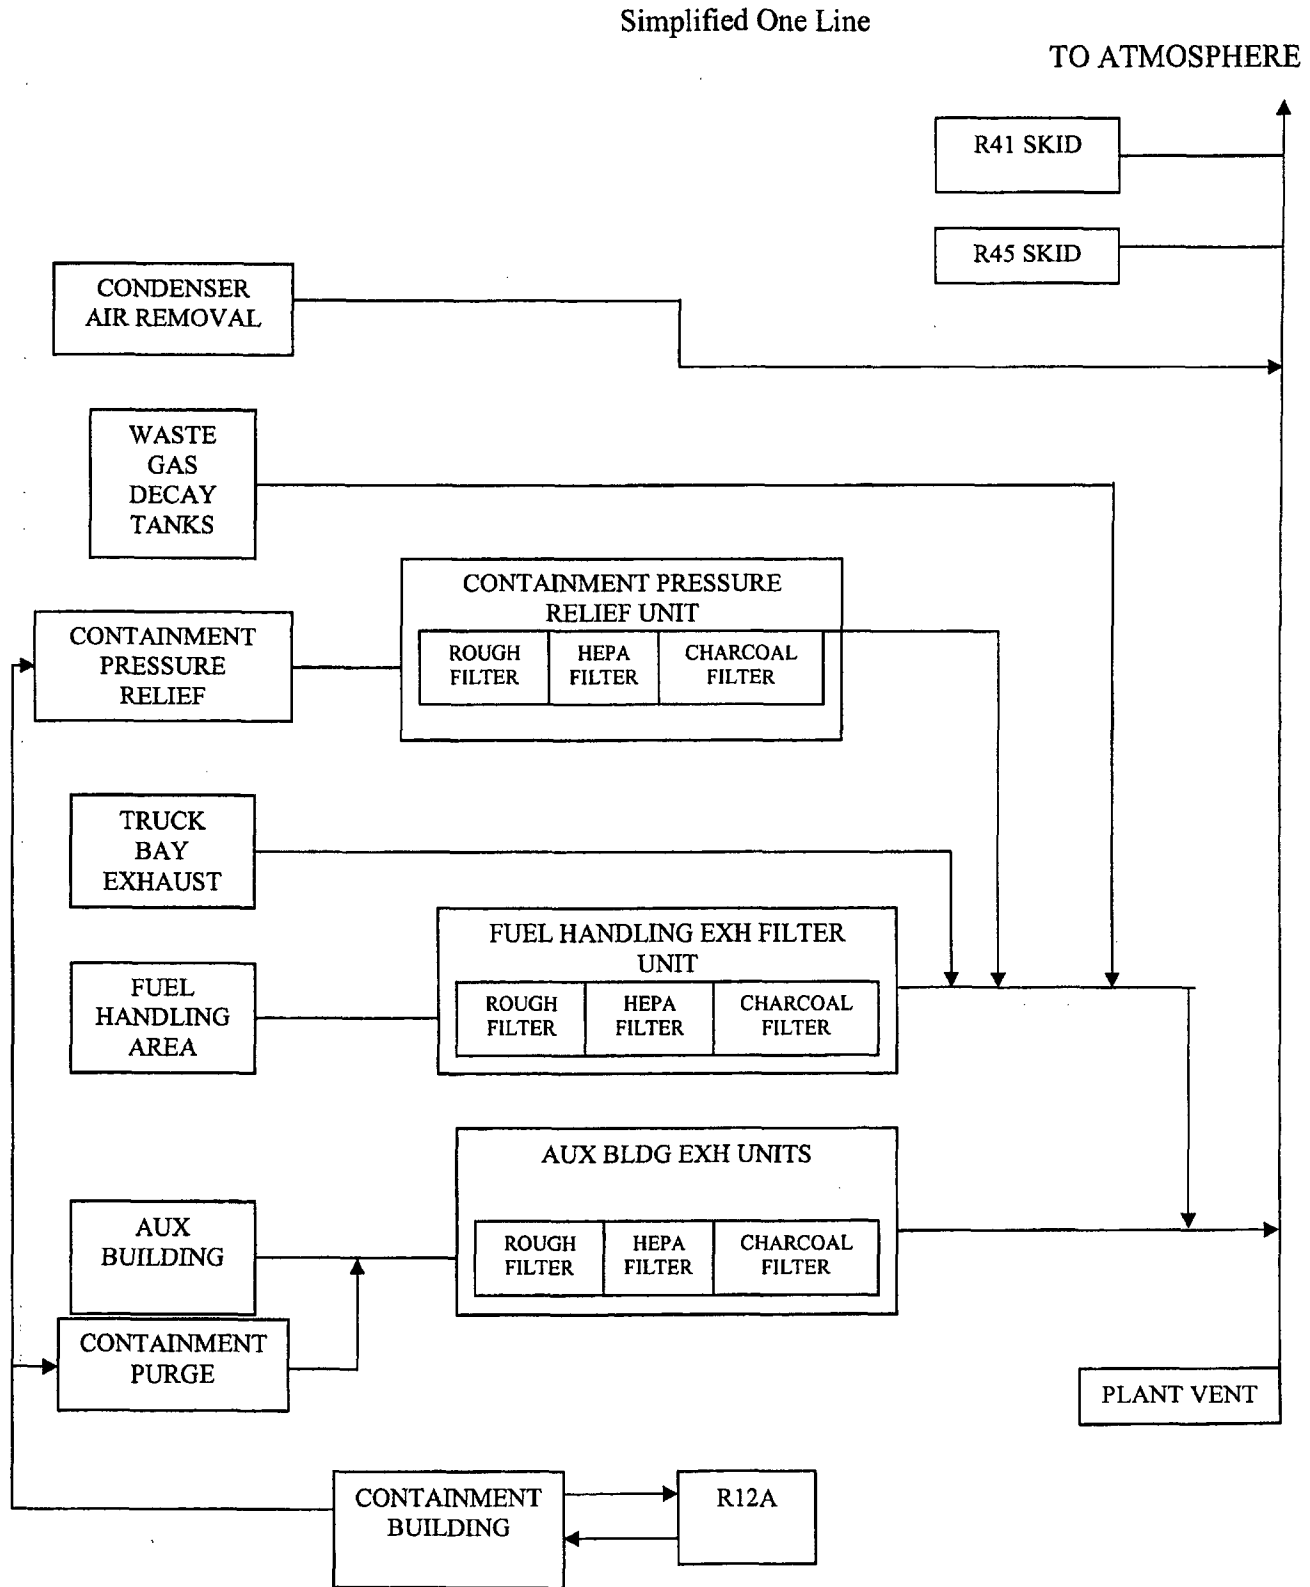 Simplified One Line
TO ATMOSPHERE
R41 SKID
R45 SKID
CONDENSER
AIR REMOVAL
WASTE
GAS
DECAY
TANKS
CONTAINMENT PRESSURE
RELIEF UNIT
CONTAINMENT
PRESSURE
RELIEF
ROUGH
FILTER
HEPA
FILTER
CHARCOAL
FILTER
TRUCK
BAY
EXHAUST
FUEL HANDLING EXH FILTER
UNIT
FUEL
HANDLING
AREA
ROUGH
FILTER
HEPA
FILTER
CHARCOAL
FILTER
AUX BLDG EXH UNITS
AUX
BUILDING
ROUGH
FILTER
HEPA
FILTER
CHARCOAL
FILTER
CONTAINMENT
PURGE
PLANT VENT
CONTAINMENT
BUILDING
R12A